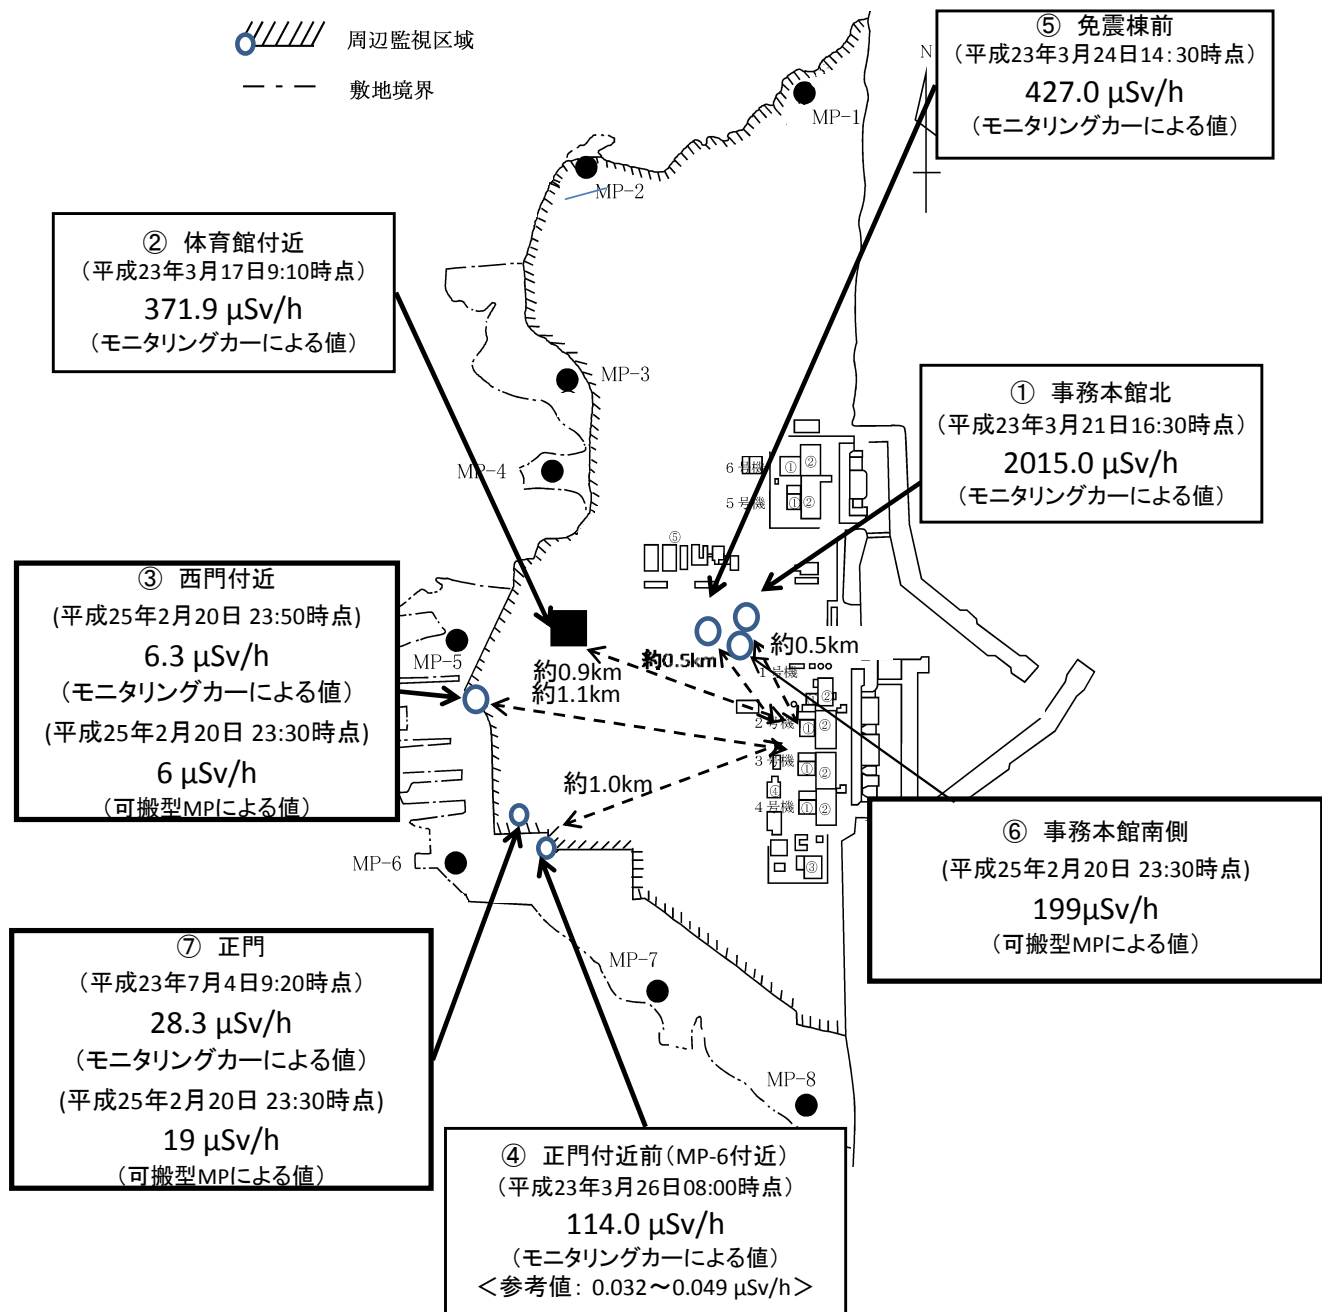 周辺監視区域
敷地境界
⑤ 免震棟前
（平成23年3月24日14：30時点）
427.0 μSv/h
（モニタリングカーによる値）
N
MP-1
MP-2
② 体育館付近
（平成23年3月17日9:10時点）
371.9 μSv/h
（モニタリングカーによる値）
MP-3
① 事務本館北
（平成23年3月21日16:30時点）
2015.0 μSv/h
（モニタリングカーによる値）
MP-4
6号機
① ②
5号機
① ②
⑤
③ 西門付近
(平成25年2月20日 23:50時点)
6.3 μSv/h
（モニタリングカーによる値）
(平成25年2月20日 23:30時点)
6 μSv/h
（可搬型MPによる値）
MP-5
約0.9km
約1.1km
約0.5km
約0.5km
1号機
②
2号機
① ②
3号機
① ②
④
4号機
① ②
③
約1.0km
MP-6
⑥ 事務本館南側
(平成25年2月20日 23:30時点)
199μSv/h
（可搬型MPによる値）
⑦ 正門
（平成23年7月4日9:20時点）
28.3 μSv/h
（モニタリングカーによる値）
(平成25年2月20日 23:30時点)
19 μSv/h
（可搬型MPによる値）
MP-7
MP-8
④ 正門付近前（MP-6付近）
（平成23年3月26日08:00時点）
114.0 μSv/h
（モニタリングカーによる値）
＜参考値： 0.032～0.049 μSv/h＞